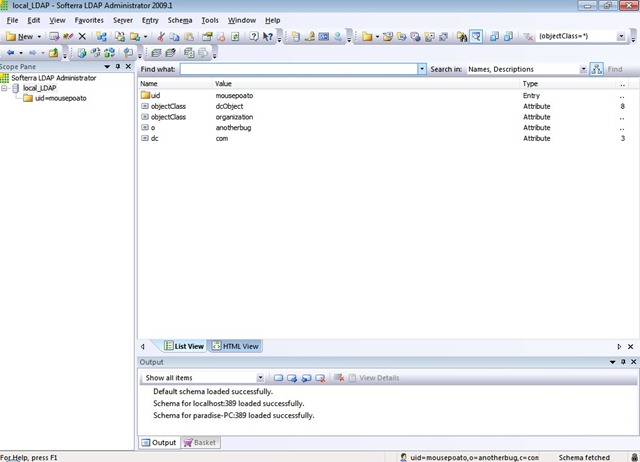 local_LDAP - Softerra LDAP Administrator 2009.1
File Edit View Favorites Server Entry Schema Tools Window Help
New (objectClass=*)
Scope Pane
Find what: Search in: Names, Descriptions Find
Softerra LDAP Administrator
local_LDAP
uid=mousepoato
Name Value Type ..
uid mousepoato Entry ..
objectClass dcObject Attribute 8
objectClass organization Attribute ..
o anotherbug Attribute ..
dc com Attribute 3
List View HTML View
Output
Show all items View Details
Default schema loaded successfully.
Schema for localhost:389 loaded successfully.
Schema for paradise-PC:389 loaded successfully.
Output Basket
For Help, press F1 uid=mousepoato,o=anotherbug,c=con Schema fetched